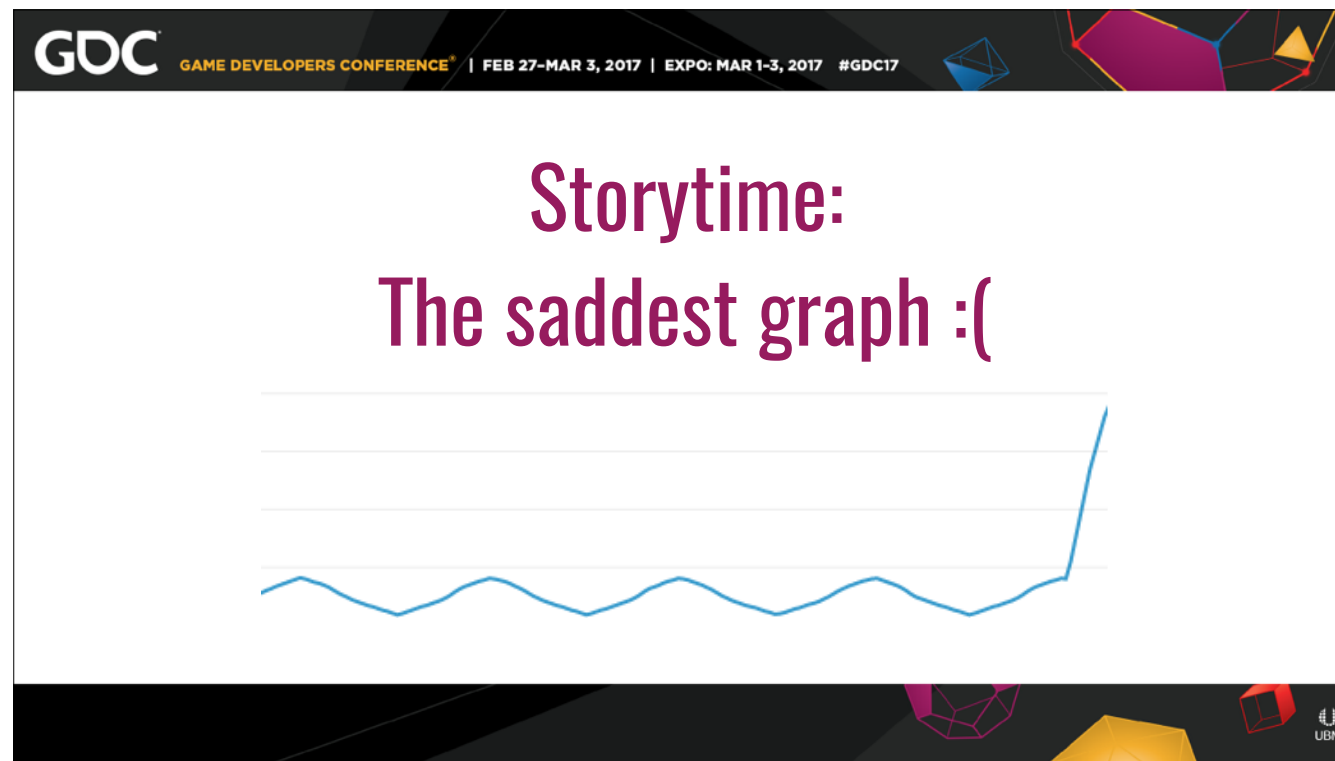 GDC GAME DEVELOPERS CONFERENCE® | FEB 27–MAR 3, 2017 | EXPO: MAR 1–3, 2017 #GDC17
Storytime:
The saddest graph :(